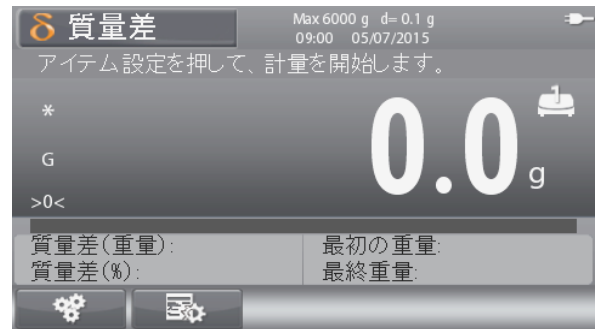 δ 質量差
Max 6000 g d= 0.1 g
09:00 05/07/2015
アイテム設定を押して、計量を開始します。
1
*
G
>0<
0.0 g
質量差(重量):
最初の重量:
質量差(%):
最終重量: